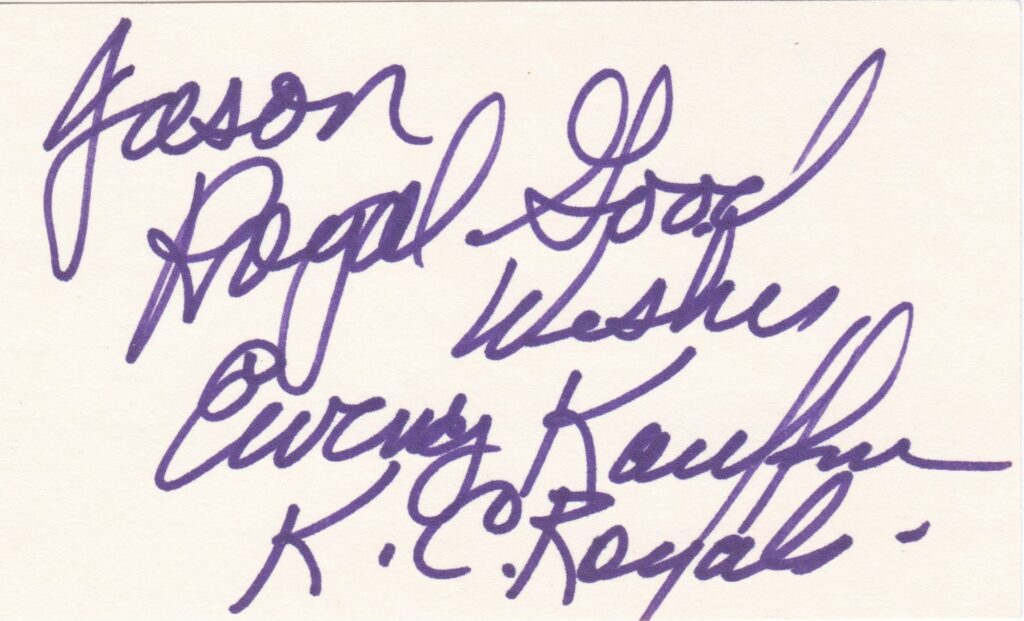 Jason
Royal Good
Wishes
Ewing Kauffman
K.C. Royals -